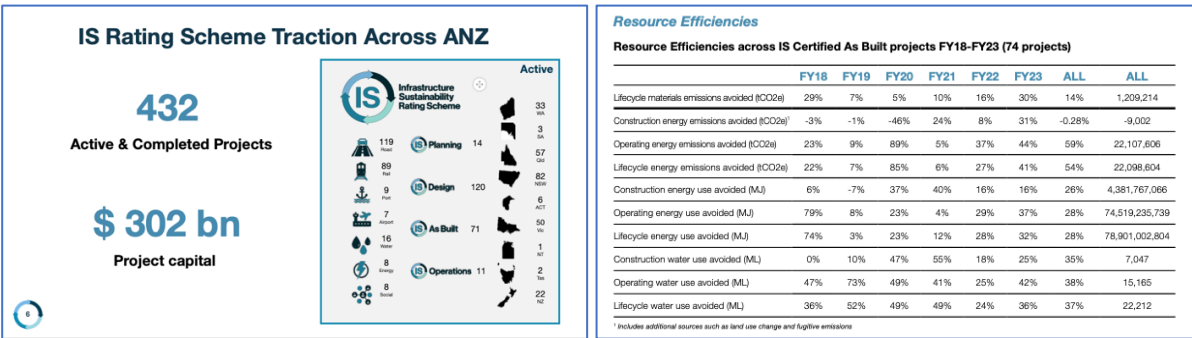 IS Rating Scheme Traction Across ANZ
432
Active & Completed Projects
$ 302 bn
Project capital
6
Active
IS
Infrastructure
Sustainability
Rating Scheme
119
Road
89
Rail
9
Port
7
Airport
16
Water
8
Energy
8
Social
IS Planning 14
IS Design 120
IS As Built 71
IS Operations 11
33
WA
3
SA
57
Qld
82
NSW
6
ACT
50
Vic
1
NT
2
Tas
22
NZ
Resource Efficiencies
Resource Efficiencies across IS Certified As Built projects FY18-FY23 (74 projects)
FY18 FY19 FY20 FY21 FY22 FY23 ALL ALL
Lifecycle materials emissions avoided (tCO2e) 29% 7% 5% 10% 16% 30% 14% 1,209,214
Construction energy emissions avoided (tCO2e)¹ -3% -1% -46% 24% 8% 31% -0.28% -9,002
Operating energy emissions avoided (tCO2e) 23% 9% 89% 5% 37% 44% 59% 22,107,606
Lifecycle energy emissions avoided (tCO2e) 22% 7% 85% 6% 27% 41% 54% 22,098,604
Construction energy use avoided (MJ) 6% -7% 37% 40% 16% 16% 26% 4,381,767,066
Operating energy use avoided (MJ) 79% 8% 23% 4% 29% 37% 28% 74,519,235,739
Lifecycle energy use avoided (MJ) 74% 3% 23% 12% 28% 32% 28% 78,901,002,804
Construction water use avoided (ML) 0% 10% 47% 55% 18% 25% 35% 7,047
Operating water use avoided (ML) 47% 73% 49% 41% 25% 42% 38% 15,165
Lifecycle water use avoided (ML) 36% 52% 49% 49% 24% 36% 37% 22,212
¹ Includes additional sources such as land use change and fugitive emissions